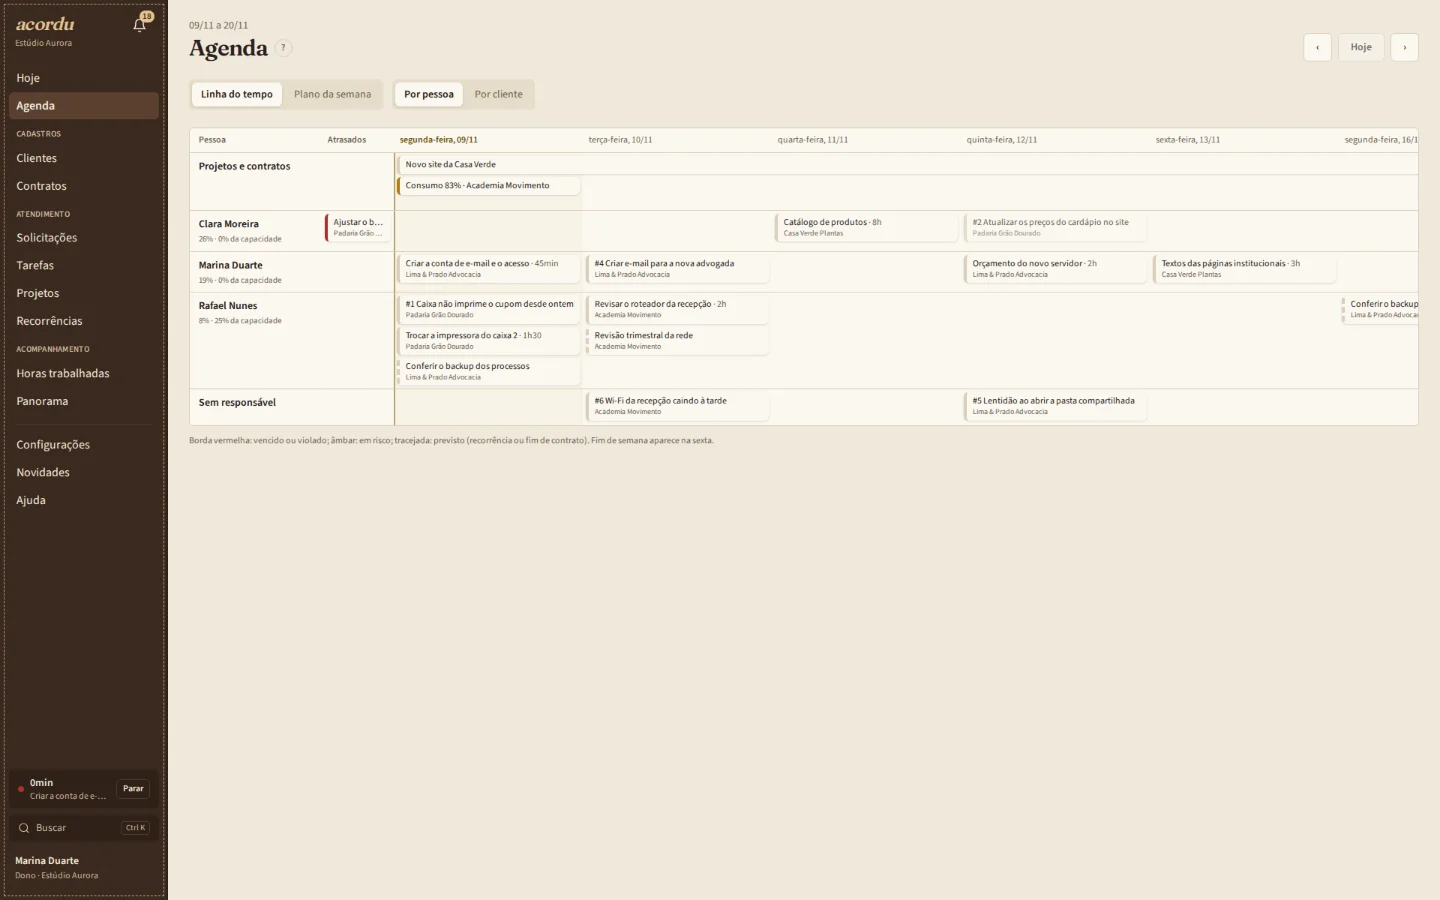 acordu
18
Estúdio Aurora
Hoje
Agenda
CADASTROS
Clientes
Contratos
ATENDIMENTO
Solicitações
Tarefas
Projetos
Recorrências
ACOMPANHAMENTO
Horas trabalhadas
Panorama
Configurações
Novidades
Ajuda
0min
Criar a conta de e-...
Parar
Buscar
Ctrl K
Marina Duarte
Dono · Estúdio Aurora
09/11 a 20/11
Agenda
?
‹
Hoje
›
Linha do tempo
Plano da semana
Por pessoa
Por cliente
Pessoa
Atrasados
segunda-feira, 09/11
terça-feira, 10/11
quarta-feira, 11/11
quinta-feira, 12/11
sexta-feira, 13/11
segunda-feira, 16/1
Projetos e contratos
Novo site da Casa Verde
Consumo 83% · Academia Movimento
Clara Moreira
26% · 0% da capacidade
Ajustar o b...
Padaria Grão ...
Catálogo de produtos · 8h
Casa Verde Plantas
#2 Atualizar os preços do cardápio no site
Padaria Grão Dourado
Marina Duarte
19% · 0% da capacidade
Criar a conta de e-mail e o acesso · 45min
Lima & Prado Advocacia
#4 Criar e-mail para a nova advogada
Lima & Prado Advocacia
Orçamento do novo servidor · 2h
Lima & Prado Advocacia
Textos das páginas institucionais · 3h
Casa Verde Plantas
Rafael Nunes
8% · 25% da capacidade
#1 Caixa não imprime o cupom desde ontem
Padaria Grão Dourado
Trocar a impressora do caixa 2 · 1h30
Padaria Grão Dourado
Conferir o backup dos processos
Lima & Prado Advocacia
Revisar o roteador da recepção · 2h
Academia Movimento
Revisão trimestral da rede
Academia Movimento
Conferir o backup
Lima & Prado Advoca
Sem responsável
#6 Wi-Fi da recepção caindo à tarde
Academia Movimento
#5 Lentidão ao abrir a pasta compartilhada
Lima & Prado Advocacia
Borda vermelha: vencido ou violado; âmbar: em risco; tracejada: previsto (recorrência ou fim de contrato). Fim de semana aparece na sexta.